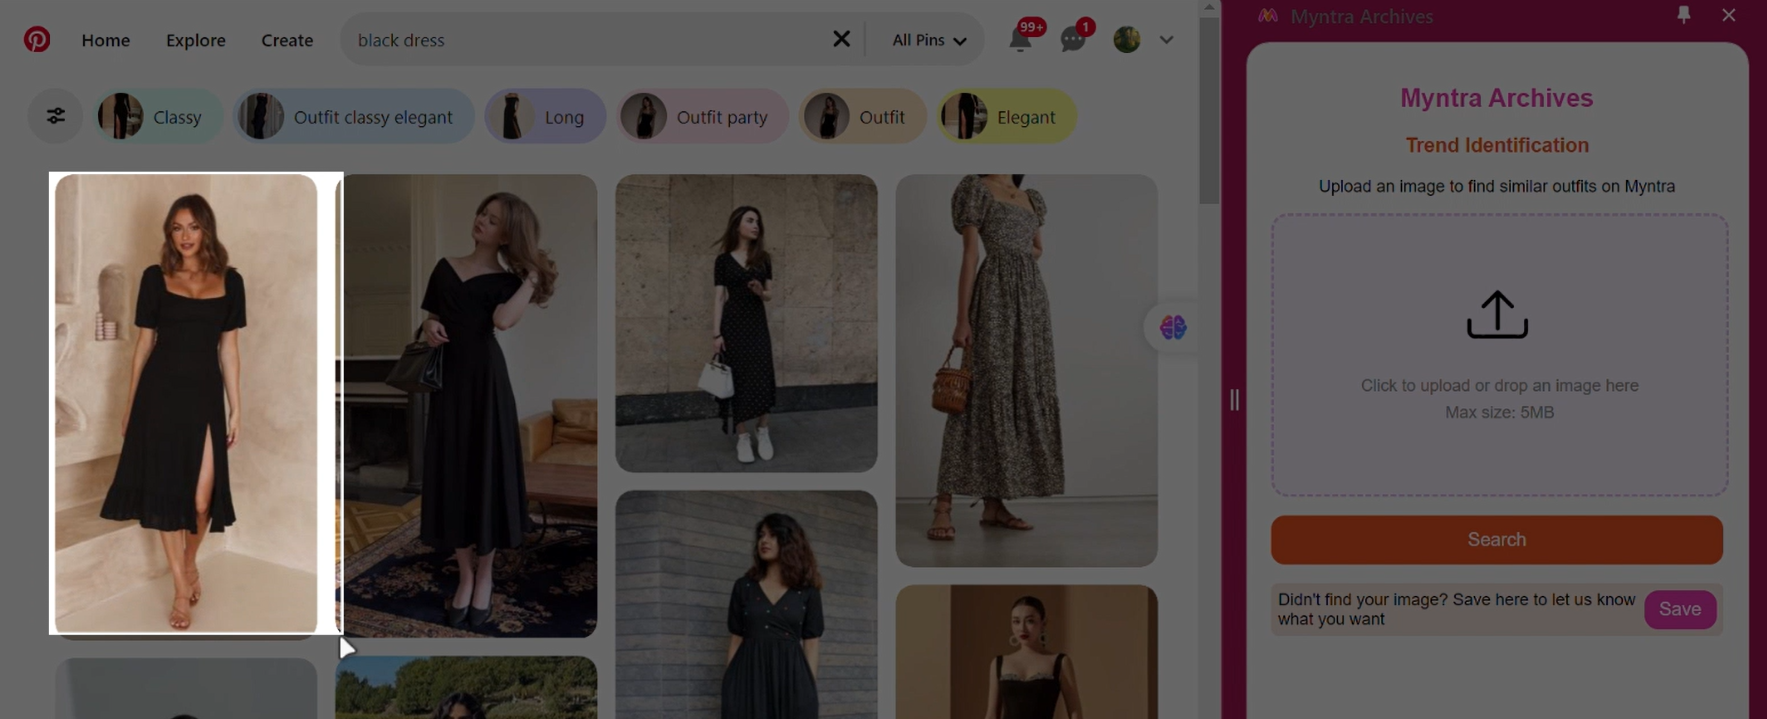 Home
Explore
Create
black dress
All Pins
99+
1
Classy
Outfit classy elegant
Long
Outfit party
Outfit
Elegant
Myntra Archives
Myntra Archives
Trend Identification
Upload an image to find similar outfits on Myntra
Click to upload or drop an image here
Max size: 5MB
Search
Didn't find your image? Save here to let us know
what you want
Save